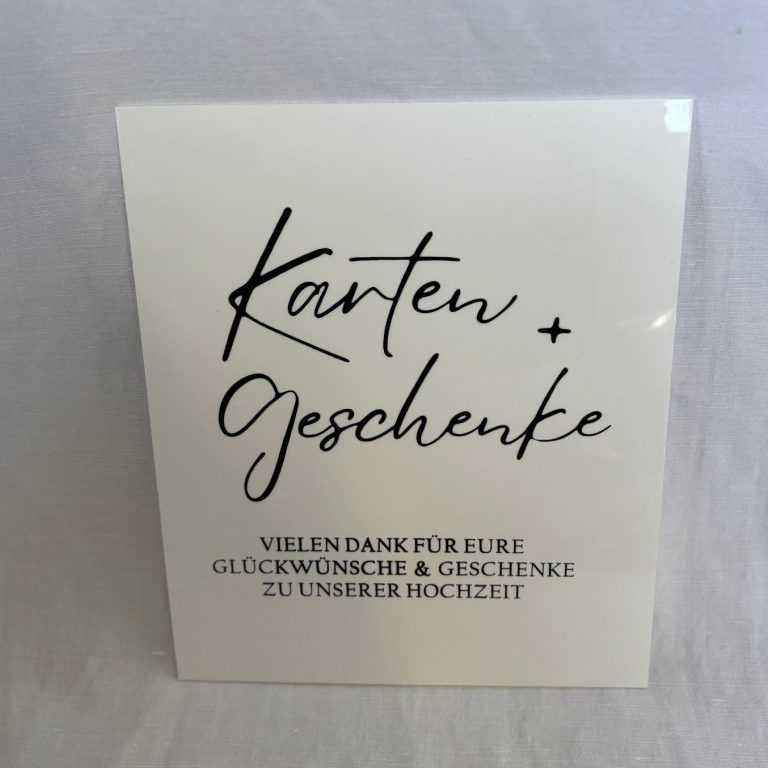 Karten +
Geschenke
VIELEN DANK FÜR EURE
GLÜCKWÜNSCHE & GESCHENKE
ZU UNSERER HOCHZEIT